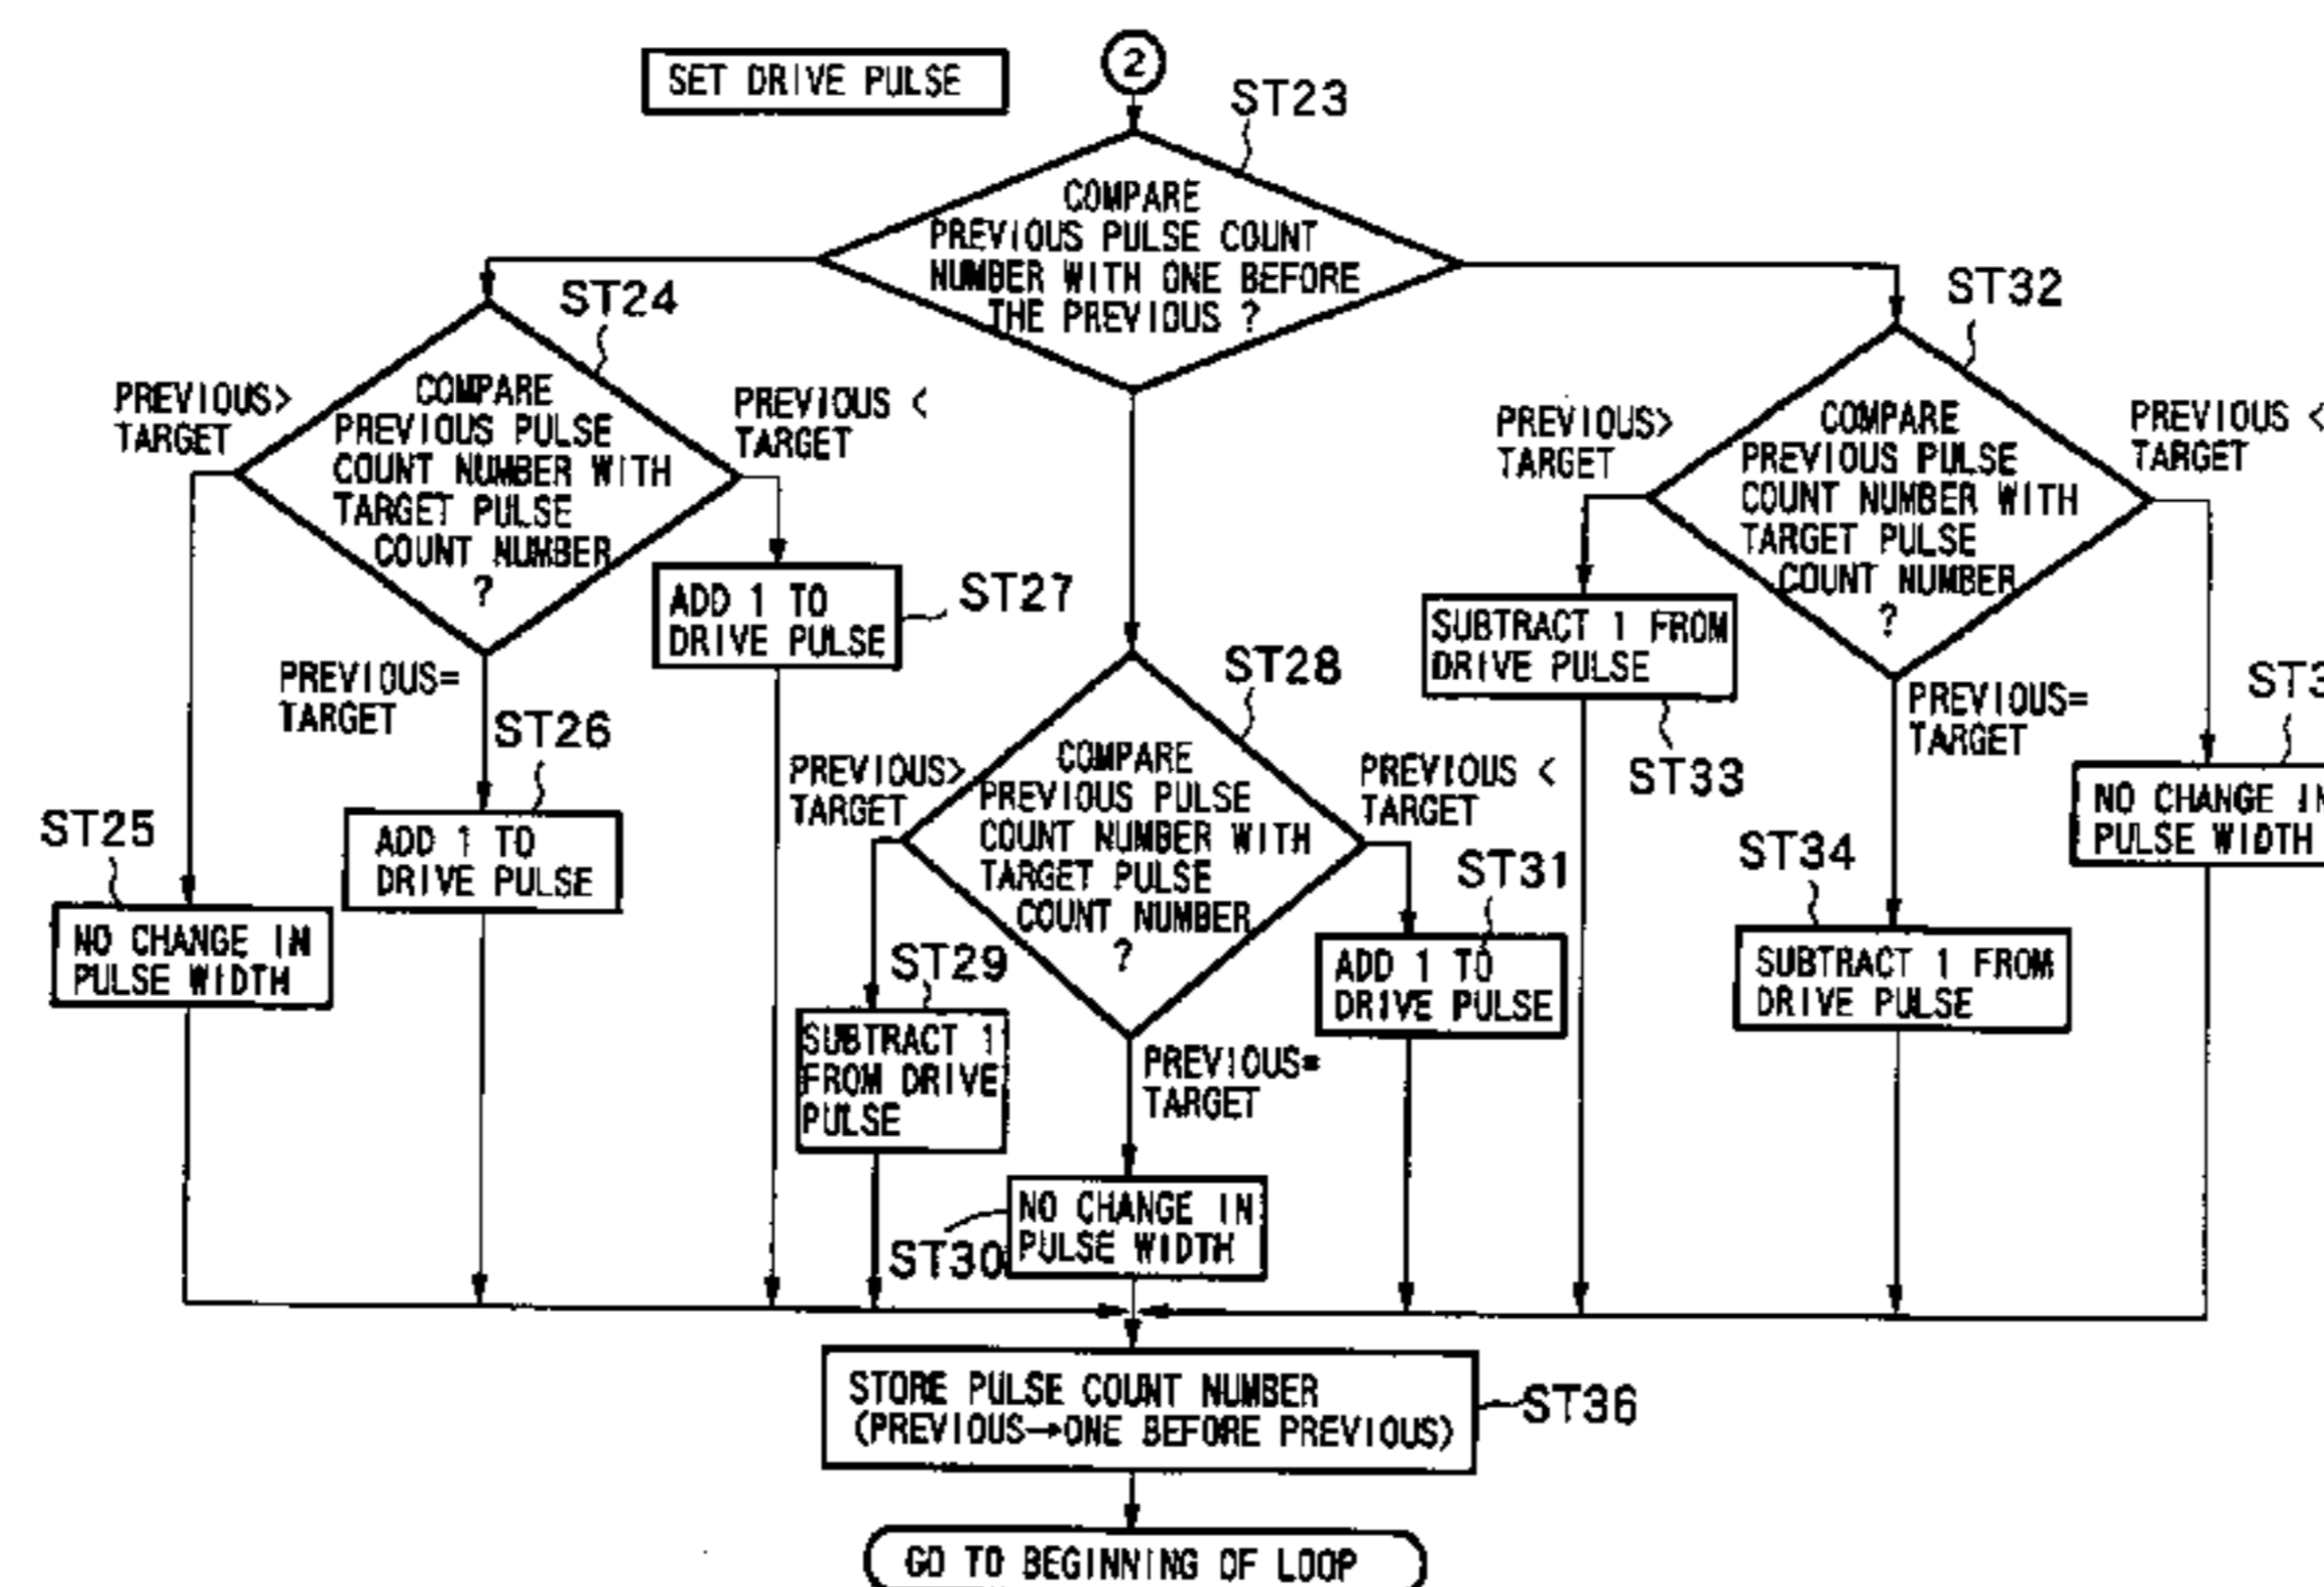 SET DRIVE PULSE
2
ST23
COMPARE
PREVIOUS PULSE COUNT
NUMBER WITH ONE BEFORE
THE PREVIOUS ?
ST24
COMPARE
PREVIOUS PULSE
COUNT NUMBER WITH
TARGET PULSE
COUNT NUMBER
?
PREVIOUS>
TARGET
PREVIOUS <
TARGET
PREVIOUS=
TARGET
ST25
NO CHANGE IN
PULSE WIDTH
ST26
ADD 1 TO
DRIVE PULSE
ST27
ADD 1 TO
DRIVE PULSE
ST28
COMPARE
PREVIOUS PULSE
COUNT NUMBER WITH
TARGET PULSE
COUNT NUMBER
?
PREVIOUS>
TARGET
PREVIOUS <
TARGET
PREVIOUS=
TARGET
ST29
SUBTRACT 1
FROM DRIVE
PULSE
ST30
NO CHANGE IN
PULSE WIDTH
ST31
ADD 1 TO
DRIVE PULSE
ST32
COMPARE
PREVIOUS PULSE
COUNT NUMBER WITH
TARGET PULSE
COUNT NUMBER
?
PREVIOUS>
TARGET
PREVIOUS <
TARGET
PREVIOUS=
TARGET
SUBTRACT 1 FROM
DRIVE PULSE
ST33
ST34
SUBTRACT 1 FROM
DRIVE PULSE
NO CHANGE IN
PULSE WIDTH
STORE PULSE COUNT NUMBER
(PREVIOUS→ONE BEFORE PREVIOUS)
ST36
GO TO BEGINNING OF LOOP